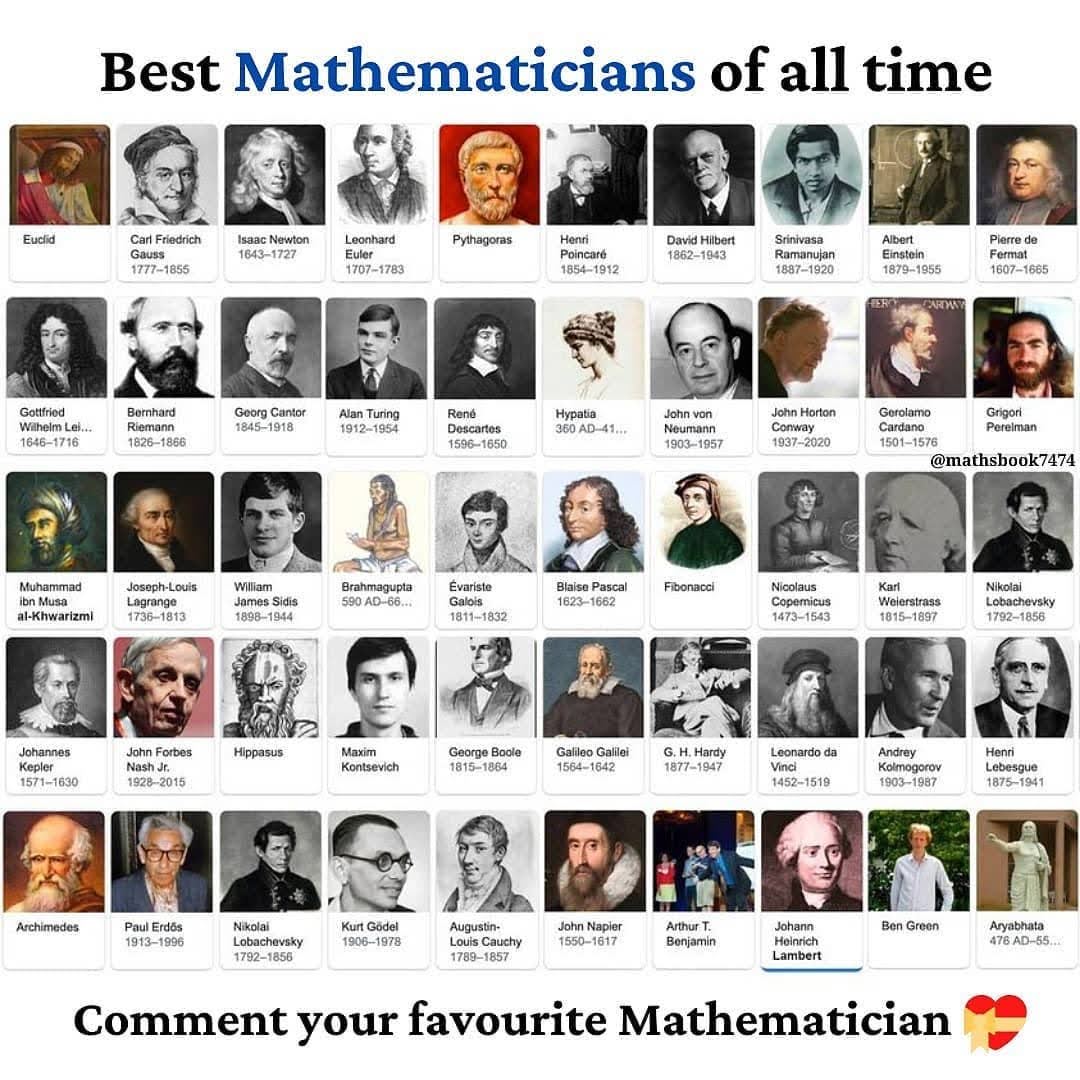 Best Mathematicians of all time
Euclid
Carl Friedrich
Gauss
1777–1855
Isaac Newton
1643–1727
Leonhard
Euler
1707–1783
Pythagoras
Henri
Poincaré
1854–1912
David Hilbert
1862–1943
Srinivasa
Ramanujan
1887–1920
Albert
Einstein
1879–1955
Pierre de
Fermat
1607–1665
HIERO CARDANV
Gottfried
Wilhelm Lei...
1646–1716
Bernhard
Riemann
1826–1866
Georg Cantor
1845–1918
Alan Turing
1912–1954
René
Descartes
1596–1650
Hypatia
360 AD–41...
John von
Neumann
1903–1957
John Horton
Conway
1937–2020
Gerolamo
Cardano
1501–1576
Grigori
Perelman
@mathsbook7474
Muhammad
ibn Musa
al-Khwarizmi
Joseph-Louis
Lagrange
1736–1813
William
James Sidis
1898–1944
Brahmagupta
590 AD–66...
Évariste
Galois
1811–1832
Blaise Pascal
1623–1662
Fibonacci
Nicolaus
Copernicus
1473–1543
Karl
Weierstrass
1815–1897
Nikolai
Lobachevsky
1792–1856
Johannes
Kepler
1571–1630
John Forbes
Nash Jr.
1928–2015
Hippasus
Maxim
Kontsevich
George Boole
1815–1864
Galileo Galilei
1564–1642
G. H. Hardy
1877–1947
Leonardo da
Vinci
1452–1519
Andrey
Kolmogorov
1903–1987
Henri
Lebesgue
1875–1941
Archimedes
Paul Erdős
1913–1996
Nikolai
Lobachevsky
1792–1856
Kurt Gödel
1906–1978
Augustin-
Louis Cauchy
1789–1857
John Napier
1550–1617
Arthur T.
Benjamin
Johann
Heinrich
Lambert
Ben Green
Aryabhata
476 AD–55...
Comment your favourite Mathematician